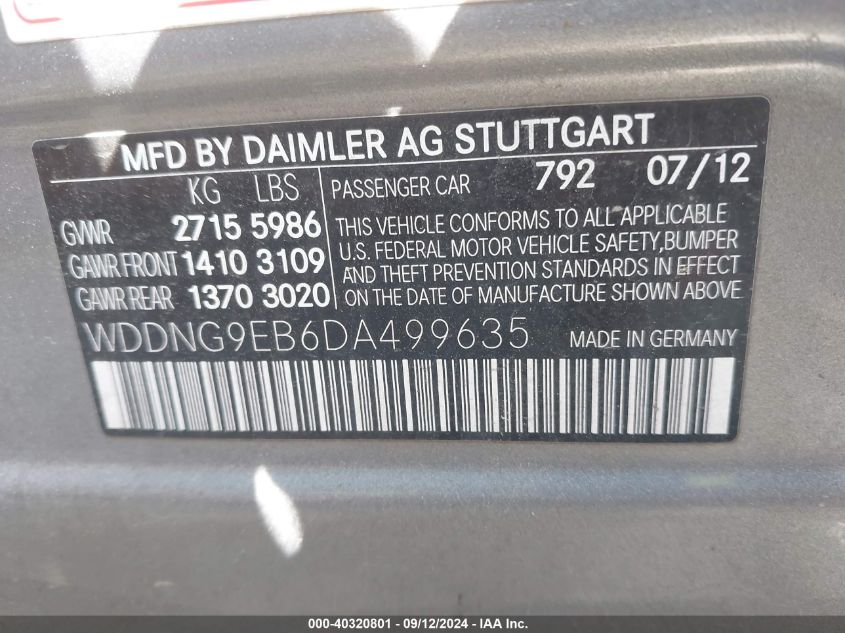 MFD BY DAIMLER AG STUTTGART
KG LBS PASSENGER CAR 792 07/12
GVWR 2715 5986 THIS VEHICLE CONFORMS TO ALL APPLICABLE
U.S. FEDERAL MOTOR VEHICLE SAFETY,BUMPER
GAWR FRONT 1410 3109 AND THEFT PREVENTION STANDARDS IN EFFECT
GAWR REAR 1370 3020 ON THE DATE OF MANUFACTURE SHOWN ABOVE.
WDDNG9EB6DA499635 MADE IN GERMANY
000-40320801 - 09/12/2024 - IAA Inc.